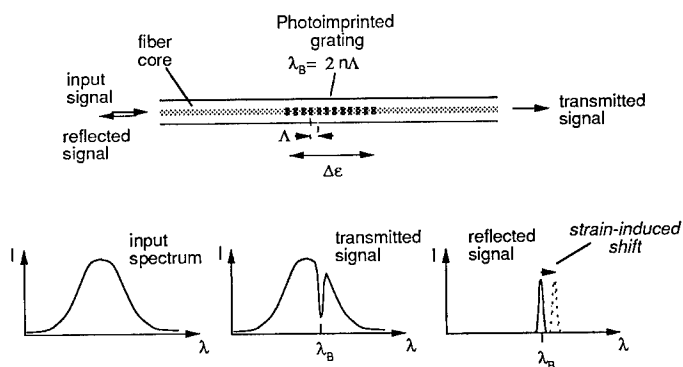 Photoimprinted
grating
λB= 2 nΛ
fiber
core
input
signal
reflected
signal
transmitted
signal
Λ
Δε
I
input
spectrum
λ
I
transmitted
signal
λB
λ
I
reflected
signal
strain-induced
shift
λB
λ